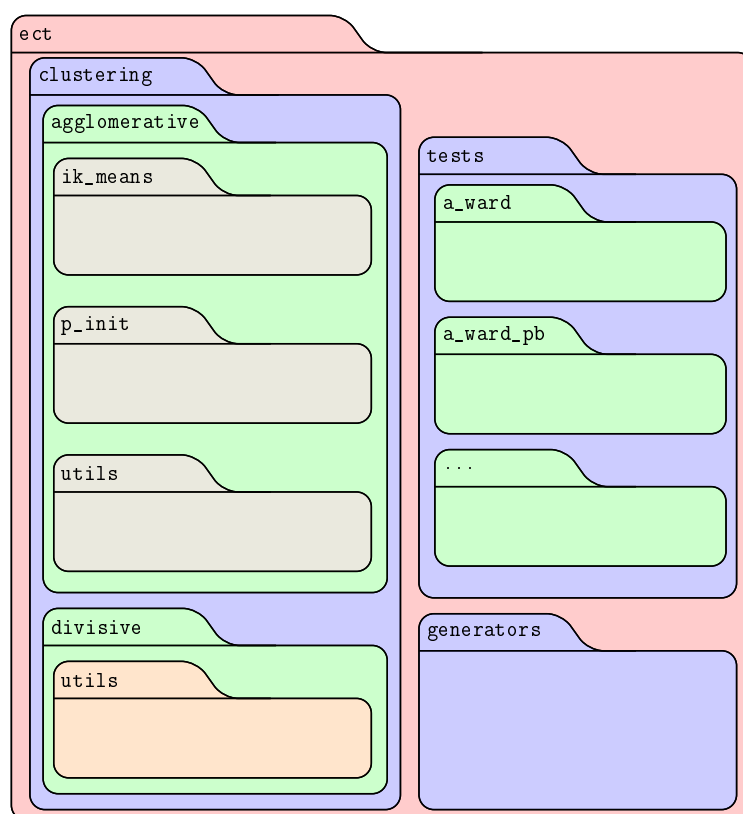 ect
clustering
agglomerative
ik_means
p_init
utils
divisive
utils
tests
a_ward
a_ward_pb
...
generators